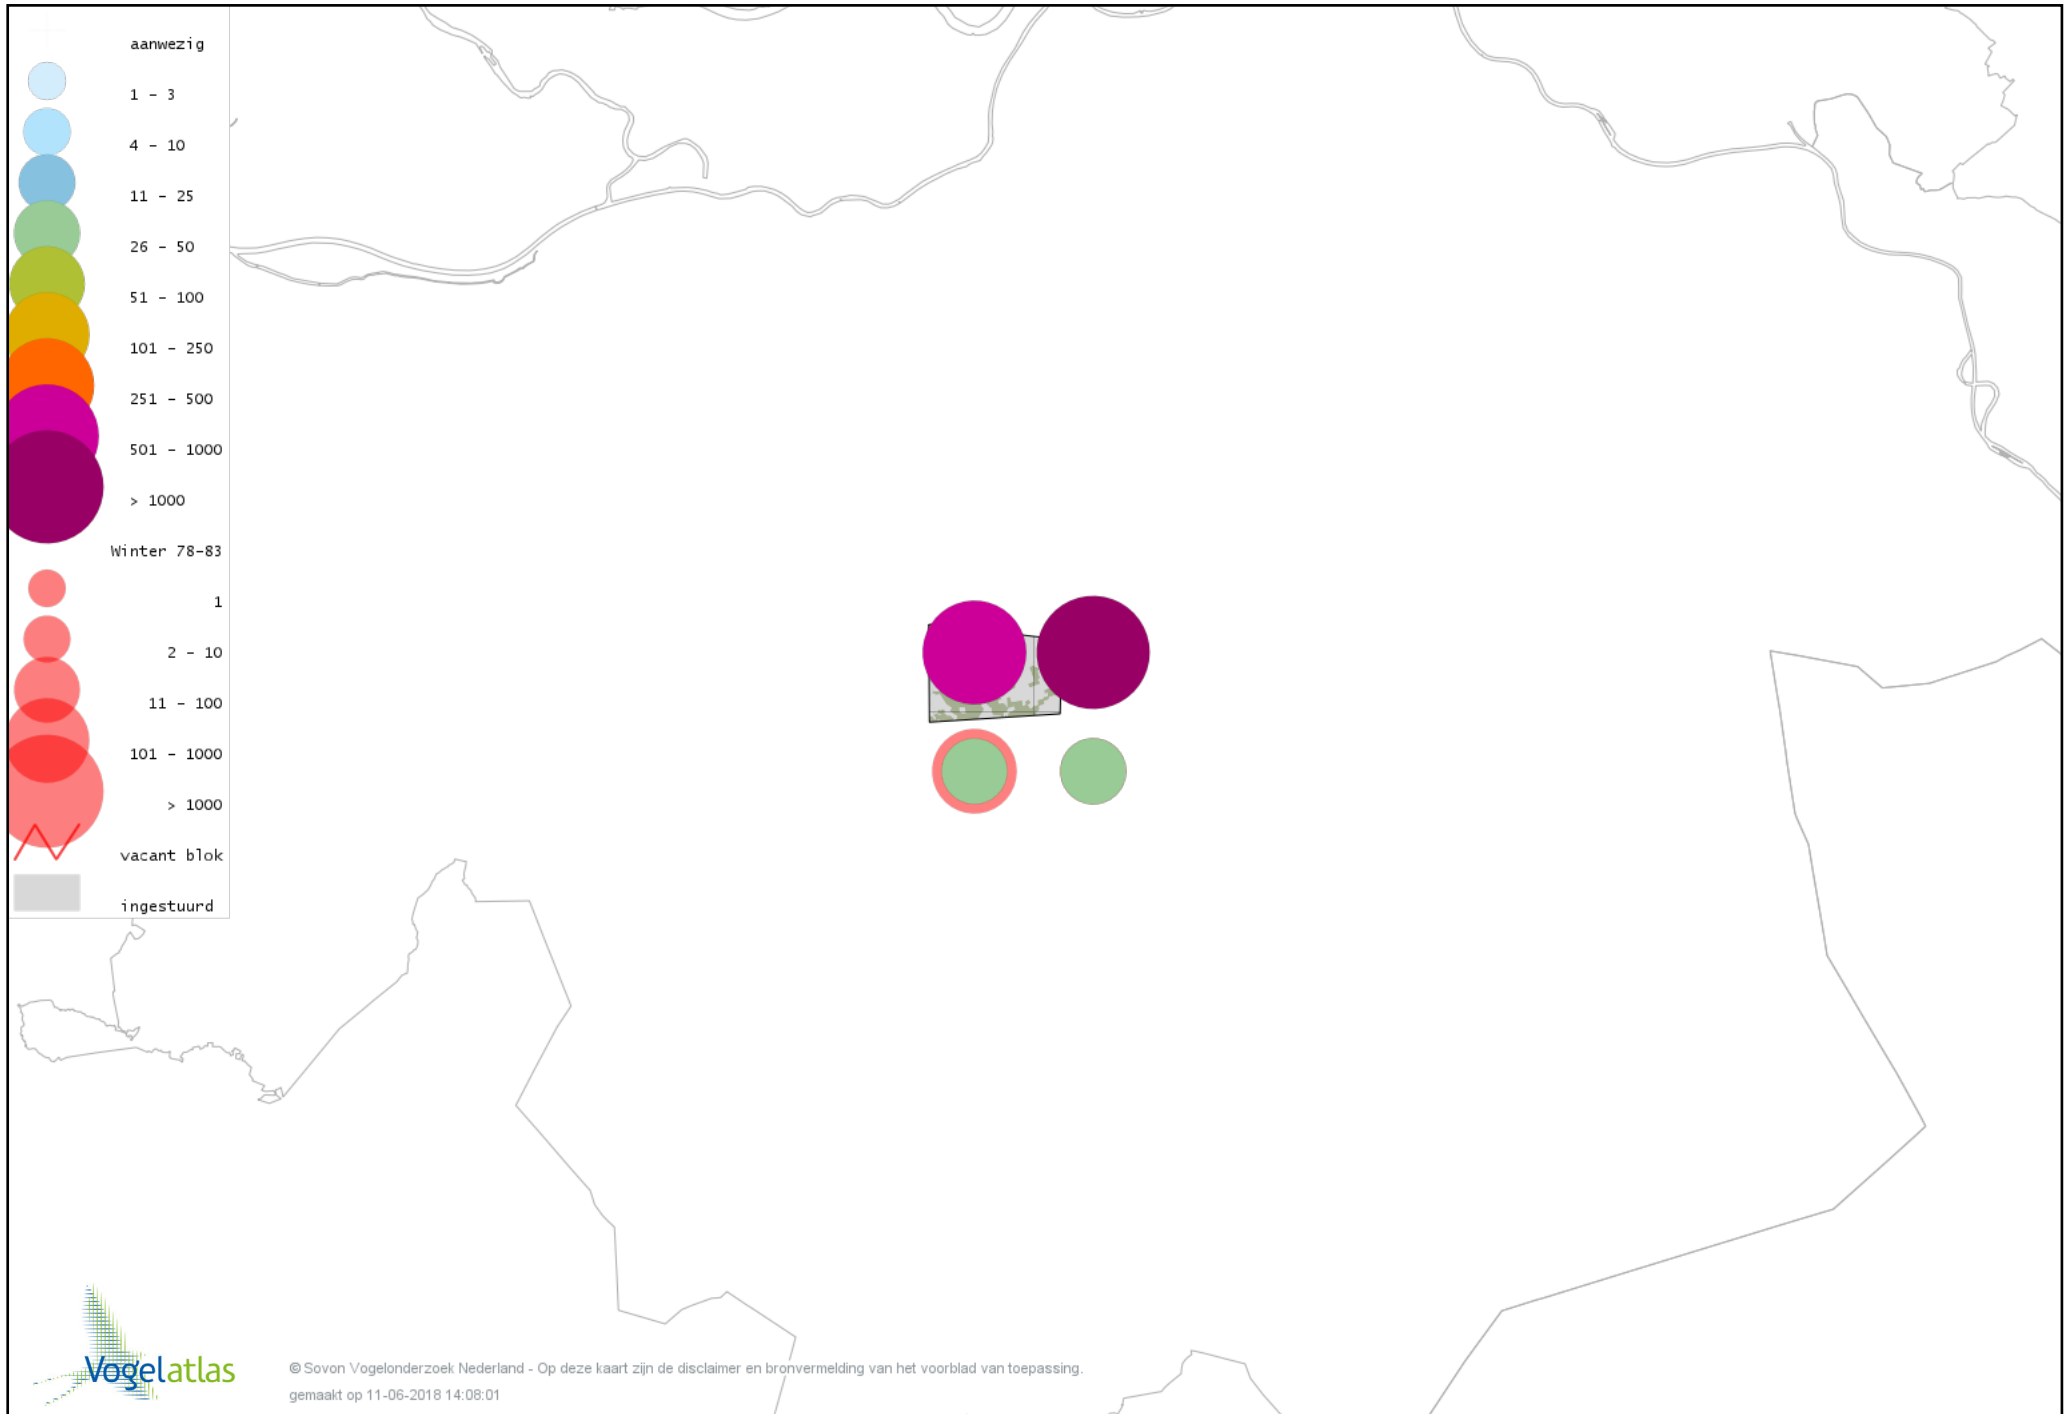 aanwezig
1 - 3
4 - 10
11 - 25
26 - 50
51 - 100
101 - 250
251 - 500
501 - 1000
> 1000
Winter 78-83
1
2 - 10
11 - 100
101 - 1000
> 1000
vacant blok
ingestuurd
Vogelatlas
© Sovon Vogelonderzoek Nederland - Op deze kaart zijn de disclaimer en bronvermelding van het voorblad van toepassing.
gemaakt op 11-06-2018 14:08:01